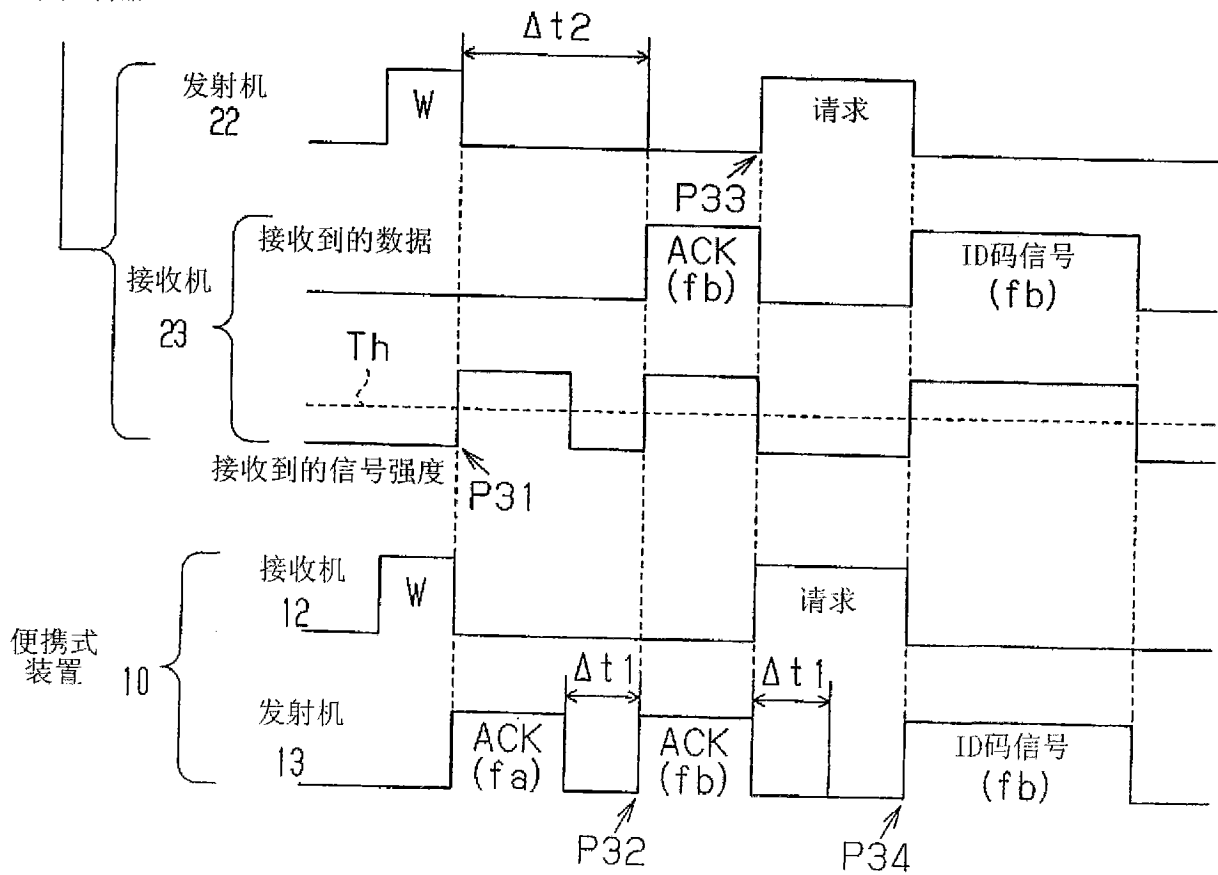 Δt2
发射机
22
W
请求
P33
接收到的数据
ACK
(fb)
ID码信号
(fb)
接收机
23
Th
接收到的信号强度
P31
便携式
装置
10
接收机
12
W
请求
Δt1
Δt1
发射机
13
ACK
(fa)
ACK
(fb)
ID码信号
(fb)
P32
P34